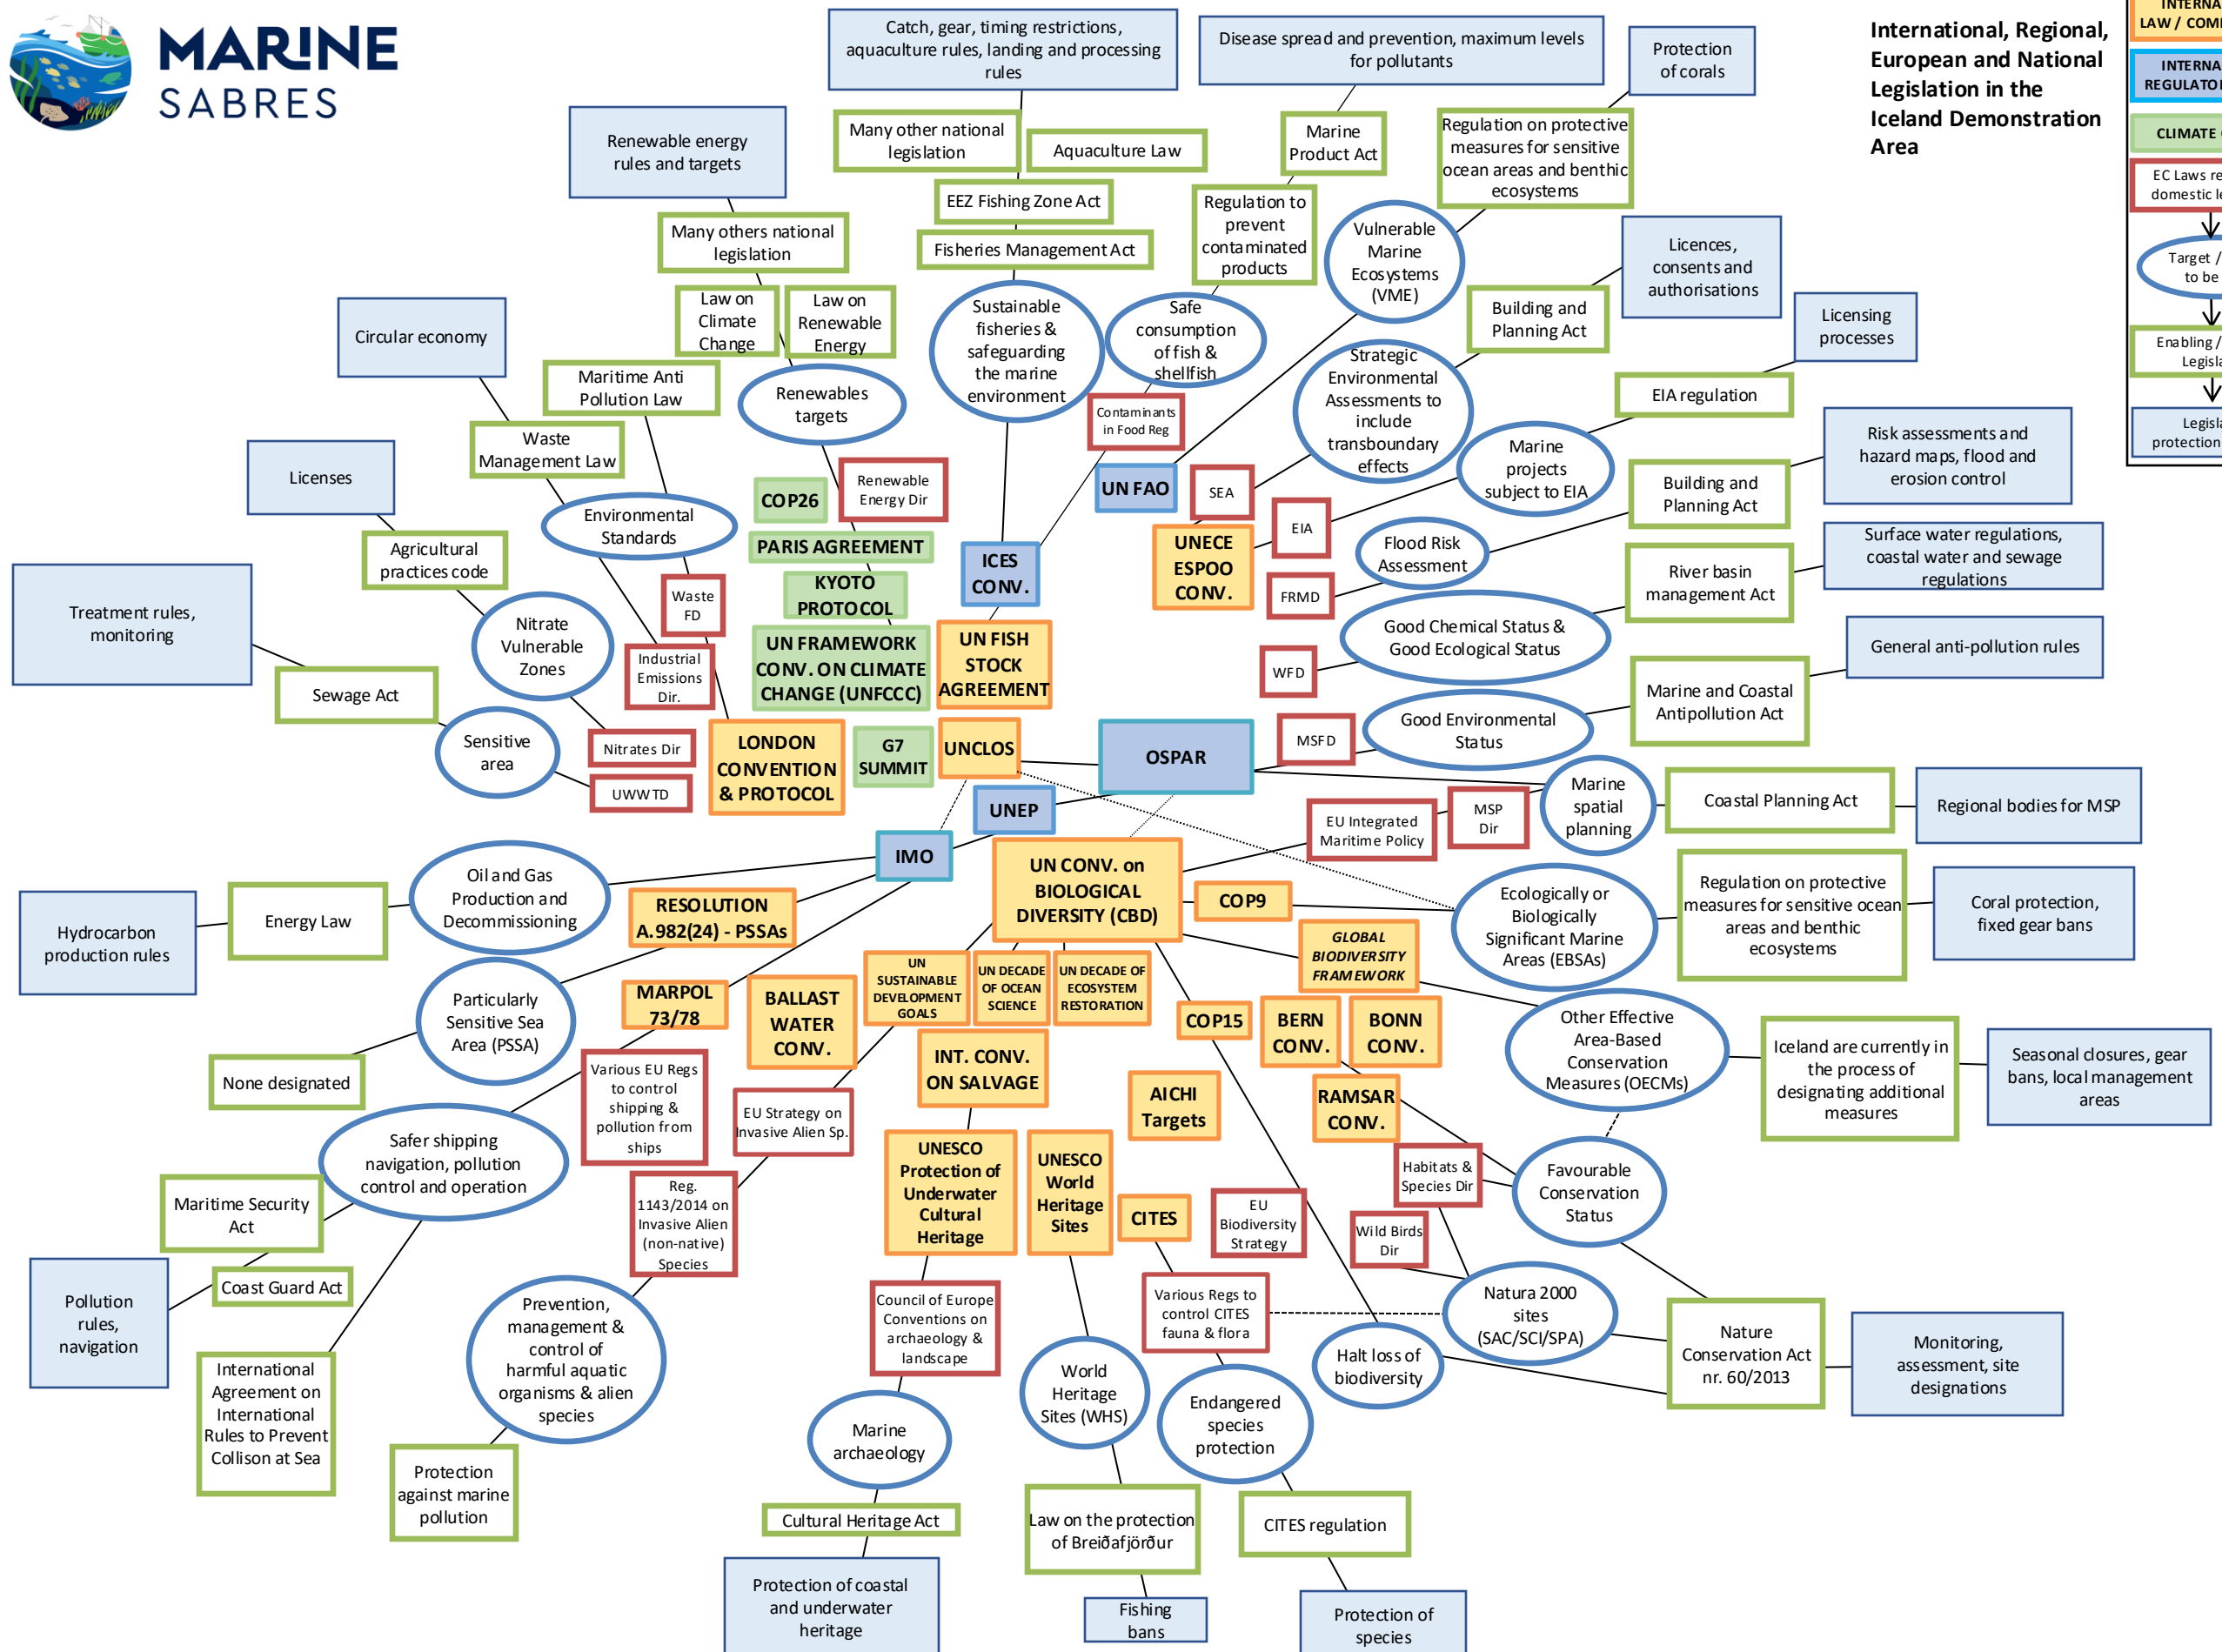 MARINE
SABRES
International, Regional,
European and National
Legislation in the
Iceland Demonstration
Area
LAW /
CLIMATE
EC Laws
domestic
Target /
to be
Enabling /
protection
Catch, gear, timing restrictions,
aquaculture rules, landing and processing
rules
Disease spread and prevention, maximum levels
for pollutants
Protection
of corals
Renewable energy
rules and targets
Many other national
legislation
Aquaculture Law
Marine
Product Act
Regulation on protective
measures for sensitive
ocean areas and benthic
ecosystems
EEZ Fishing Zone Act
Fisheries Management Act
Regulation to
prevent
contaminated
products
Many others national
legislation
Vulnerable
Marine
Ecosystems
(VME)
Licences,
consents and
authorisations
Law on
Climate
Change
Law on
Renewable
Energy
Sustainable
fisheries &
safeguarding
the marine
environment
Safe
consumption
of fish &
shellfish
Building and
Planning Act
Licensing
processes
Circular economy
Maritime Anti
Pollution Law
Renewables
targets
Strategic
Environmental
Assessments to
include
transboundary
effects
EIA regulation
Contaminants
in Food Reg
Waste
Management Law
Marine
projects
subject to EIA
Risk assessments and
hazard maps, flood and
erosion control
Licenses
Environmental
Standards
COP26
Renewable
Energy Dir
UN FAO
SEA
EIA
Building and
Planning Act
Agricultural
practices code
PARIS AGREEMENT
ICES
CONV.
UNECE
ESPOO
CONV.
Flood Risk
Assessment
Surface water regulations,
coastal water and sewage
regulations
Treatment rules,
monitoring
Waste
FD
KYOTO
PROTOCOL
FRMD
River basin
management Act
Nitrate
Vulnerable
Zones
Industrial
Emissions
Dir.
UN FRAMEWORK
CONV. ON CLIMATE
CHANGE (UNFCCC)
UN FISH
STOCK
AGREEMENT
Good Chemical Status &
Good Ecological Status
WFD
General anti-pollution rules
Sewage Act
Marine and Coastal
Antipollution Act
Sensitive
area
Nitrates Dir
UWWTD
LONDON
CONVENTION
& PROTOCOL
G7
SUMMIT
UNCLOS
OSPAR
MSFD
Good Environmental
Status
UNEP
Marine
spatial
planning
Coastal Planning Act
Regional bodies for MSP
EU Integrated
Maritime Policy
MSP
Dir
IMO
Oil and Gas
Production and
Decommissioning
Energy Law
Hydrocarbon
production rules
UN CONV. on
BIOLOGICAL
DIVERSITY (CBD)
COP9
Ecologically or
Biologically
Significant Marine
Areas (EBSAs)
Regulation on protective
measures for sensitive ocean
areas and benthic
ecosystems
Coral protection,
fixed gear bans
RESOLUTION
A.982(24) - PSSAs
GLOBAL
BIODIVERSITY
FRAMEWORK
UN
SUSTAINABLE
DEVELOPMENT
GOALS
UN DECADE
OF OCEAN
SCIENCE
UN DECADE OF
ECOSYSTEM
RESTORATION
Particularly
Sensitive Sea
Area (PSSA)
MARPOL
73/78
BALLAST
WATER
CONV.
COP15
BERN
CONV.
BONN
CONV.
Other Effective
Area-Based
Conservation
Measures (OECMs)
Iceland are currently in
the process of
designating additional
measures
Seasonal closures, gear
bans, local management
areas
None designated
INT. CONV.
ON SALVAGE
Various EU Regs
to control
shipping &
pollution from
ships
EU Strategy on
Invasive Alien Sp.
AICHI
Targets
RAMSAR
CONV.
Safer shipping
navigation, pollution
control and operation
UNESCO
Protection of
Underwater
Cultural
Heritage
UNESCO
World
Heritage
Sites
Habitats &
Species Dir
Favourable
Conservation
Status
Maritime Security
Act
Reg.
1143/2014 on
Invasive Alien
(non-native)
Species
CITES
EU
Biodiversity
Strategy
Wild Birds
Dir
Coast Guard Act
Pollution
rules,
navigation
Prevention,
management &
control of
harmful aquatic
organisms & alien
species
Council of Europe
Conventions on
archaeology &
landscape
Various Regs to
control CITES
fauna & flora
Natura 2000
sites
(SAC/SCI/SPA)
Nature
Conservation Act
nr. 60/2013
Monitoring,
assessment, site
designations
Halt loss of
biodiversity
World
Heritage
Sites (WHS)
Endangered
species
protection
International
Agreement on
International
Rules to Prevent
Collison at Sea
Marine
archaeology
Protection
against marine
pollution
Cultural Heritage Act
Law on the protection
of Breiðafjörður
CITES regulation
Protection of coastal
and underwater
heritage
Fishing
bans
Protection of
species